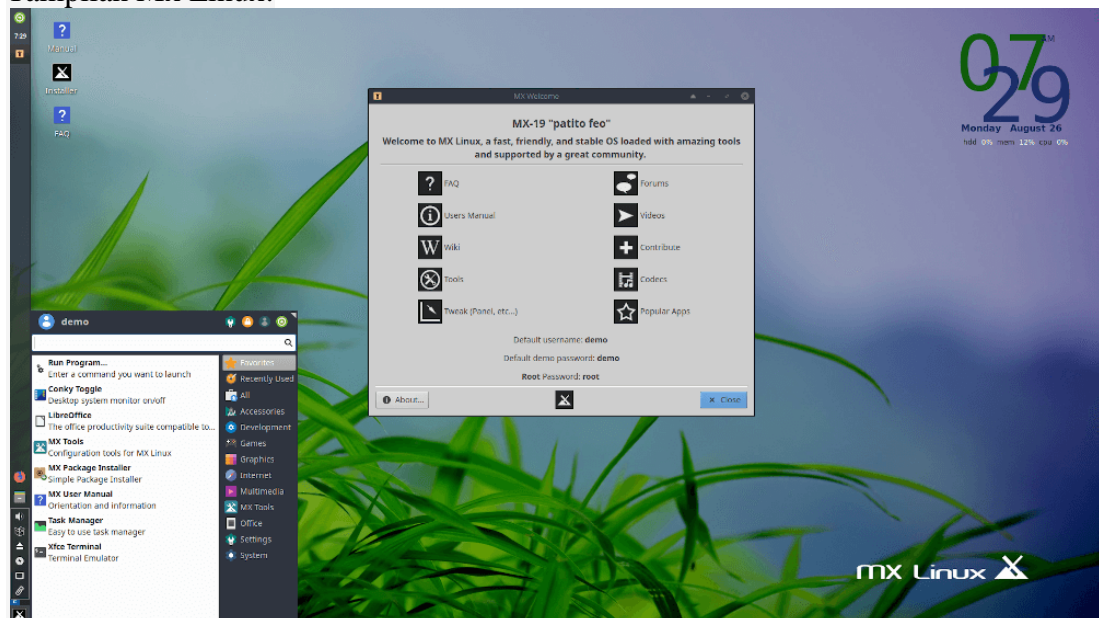 Tampilan MX Linux:
7:29
Manual
Installer
FAQ
07 AM
29
Monday August 26
hdd 0% mem 12% cpu 0%
MX Welcome
MX-19 "patito feo"
Welcome to MX Linux, a fast, friendly, and stable OS loaded with amazing tools
and supported by a great community.
? FAQ
Forums
Users Manual
Videos
W Wiki
Contribute
Tools
Codecs
Tweak (Panel, etc...)
Popular Apps
Default username: demo
Default demo password: demo
Root Password: root
About...
Close
demo
Run Program...
Enter a command you want to launch
Conky Toggle
Desktop system monitor on/off
LibreOffice
The office productivity suite compatible to...
MX Tools
Configuration tools for MX Linux
MX Package Installer
Simple Package Installer
MX User Manual
Orientation and information
Task Manager
Easy to use task manager
Xfce Terminal
Terminal Emulator
Favorites
Recently Used
All
Accessories
Development
Games
Graphics
Internet
Multimedia
MX Tools
Office
Settings
System
MX Linux